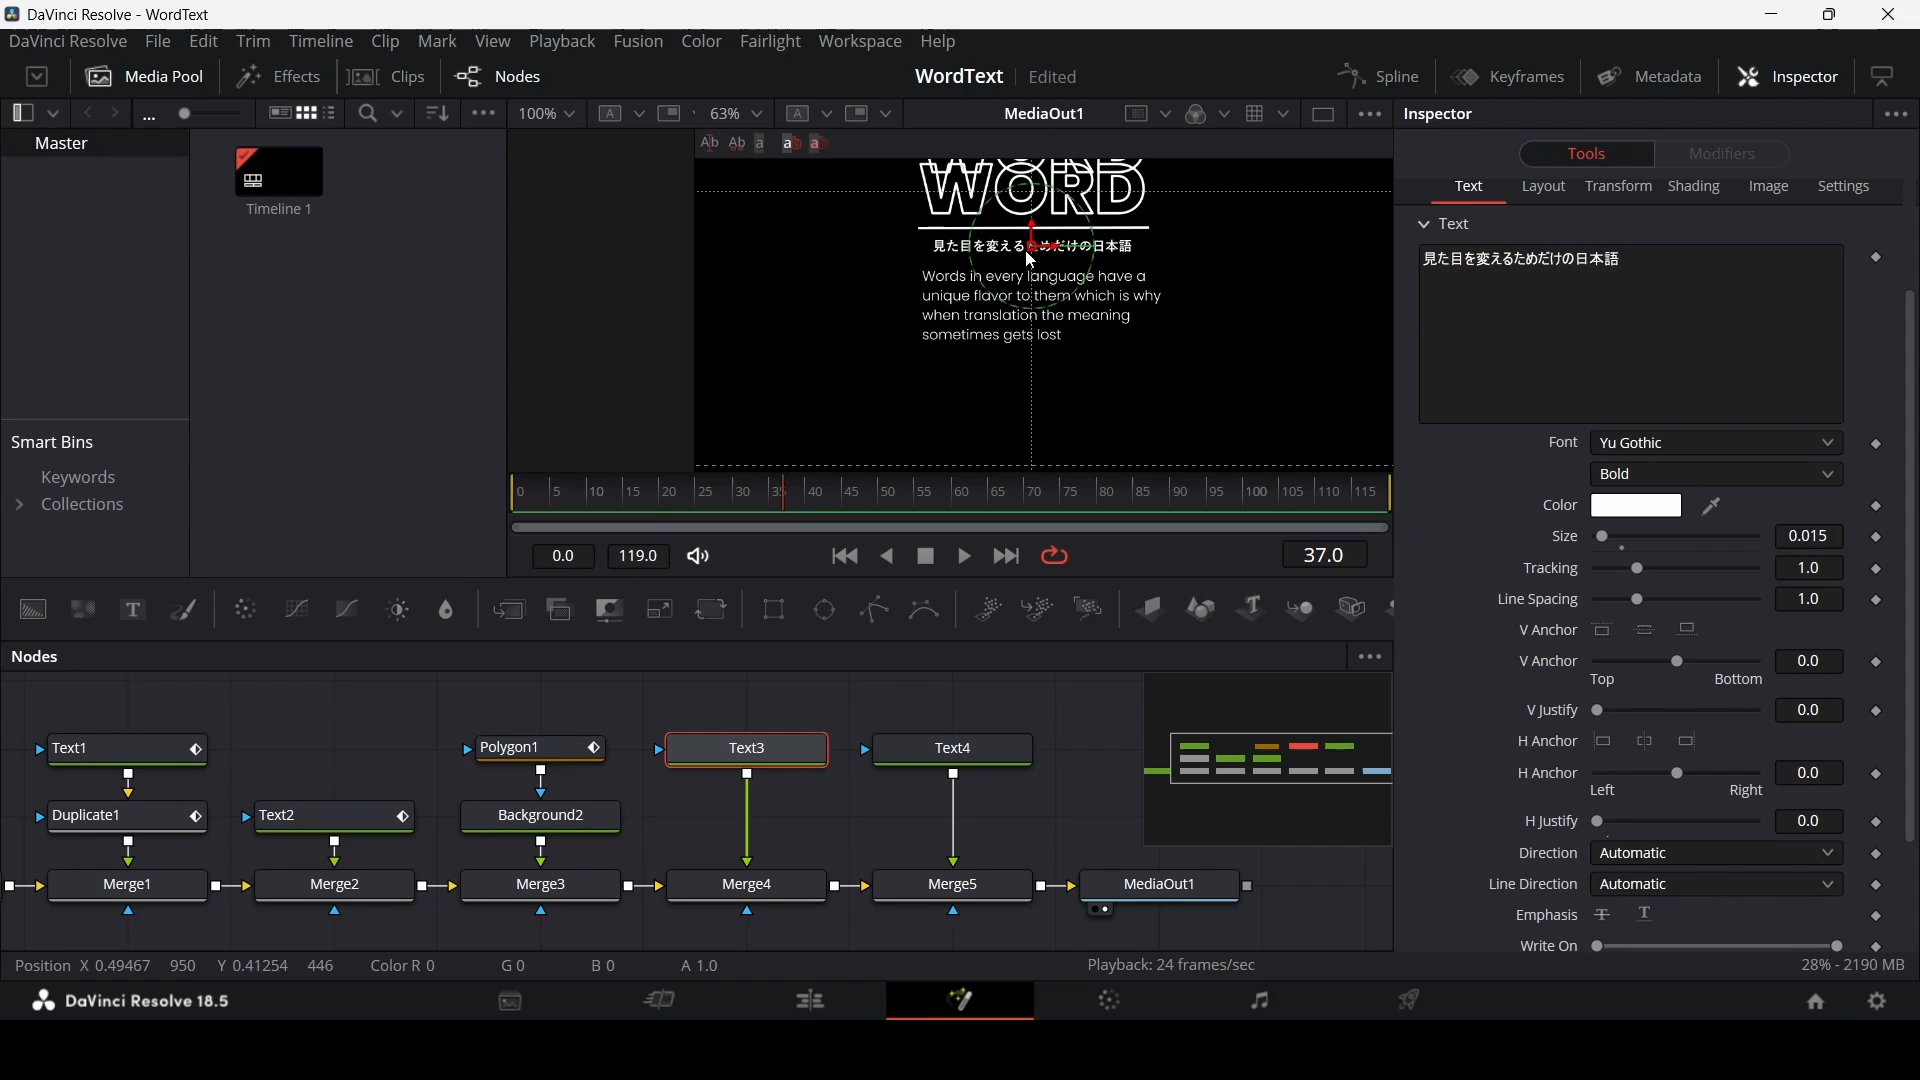 DaVinci Resolve - WordText
DaVinci Resolve File Edit Trim Timeline Clip Mark View Playback Fusion Color Fairlight Workspace Help
Media Pool Effects Clips Nodes WordText Edited Spline Keyframes Metadata Inspector
... 100% A 63% A MediaOut1 Inspector
Master
Timeline 1
Smart Bins
Keywords
Collections
WORD
WORD
見た目を変えるためだけの日本語
Words in every language have a
unique flavor to them which is why
when translation the meaning
sometimes gets lost
0 5 10 15 20 25 30 35 40 45 50 55 60 65 70 75 80 85 90 95 100 105 110 115
0.0 119.0 37.0
Tools Modifiers
Text Layout Transform Shading Image Settings
Text
見た目を変えるためだけの日本語
Font Yu Gothic
Bold
Color
Size 0.015
Tracking 1.0
Line Spacing 1.0
V Anchor
V Anchor 0.0
Top Bottom
V Justify 0.0
H Anchor
H Anchor 0.0
Left Right
H Justify 0.0
Direction Automatic
Line Direction Automatic
Emphasis
Write On
Nodes
Text1 Polygon1 Text3 Text4
Duplicate1 Text2 Background2
Merge1 Merge2 Merge3 Merge4 Merge5 MediaOut1
Position X 0.49467 950 Y 0.41254 446 Color R 0 G 0 B 0 A 1.0 Playback: 24 frames/sec 28% - 2190 MB
DaVinci Resolve 18.5